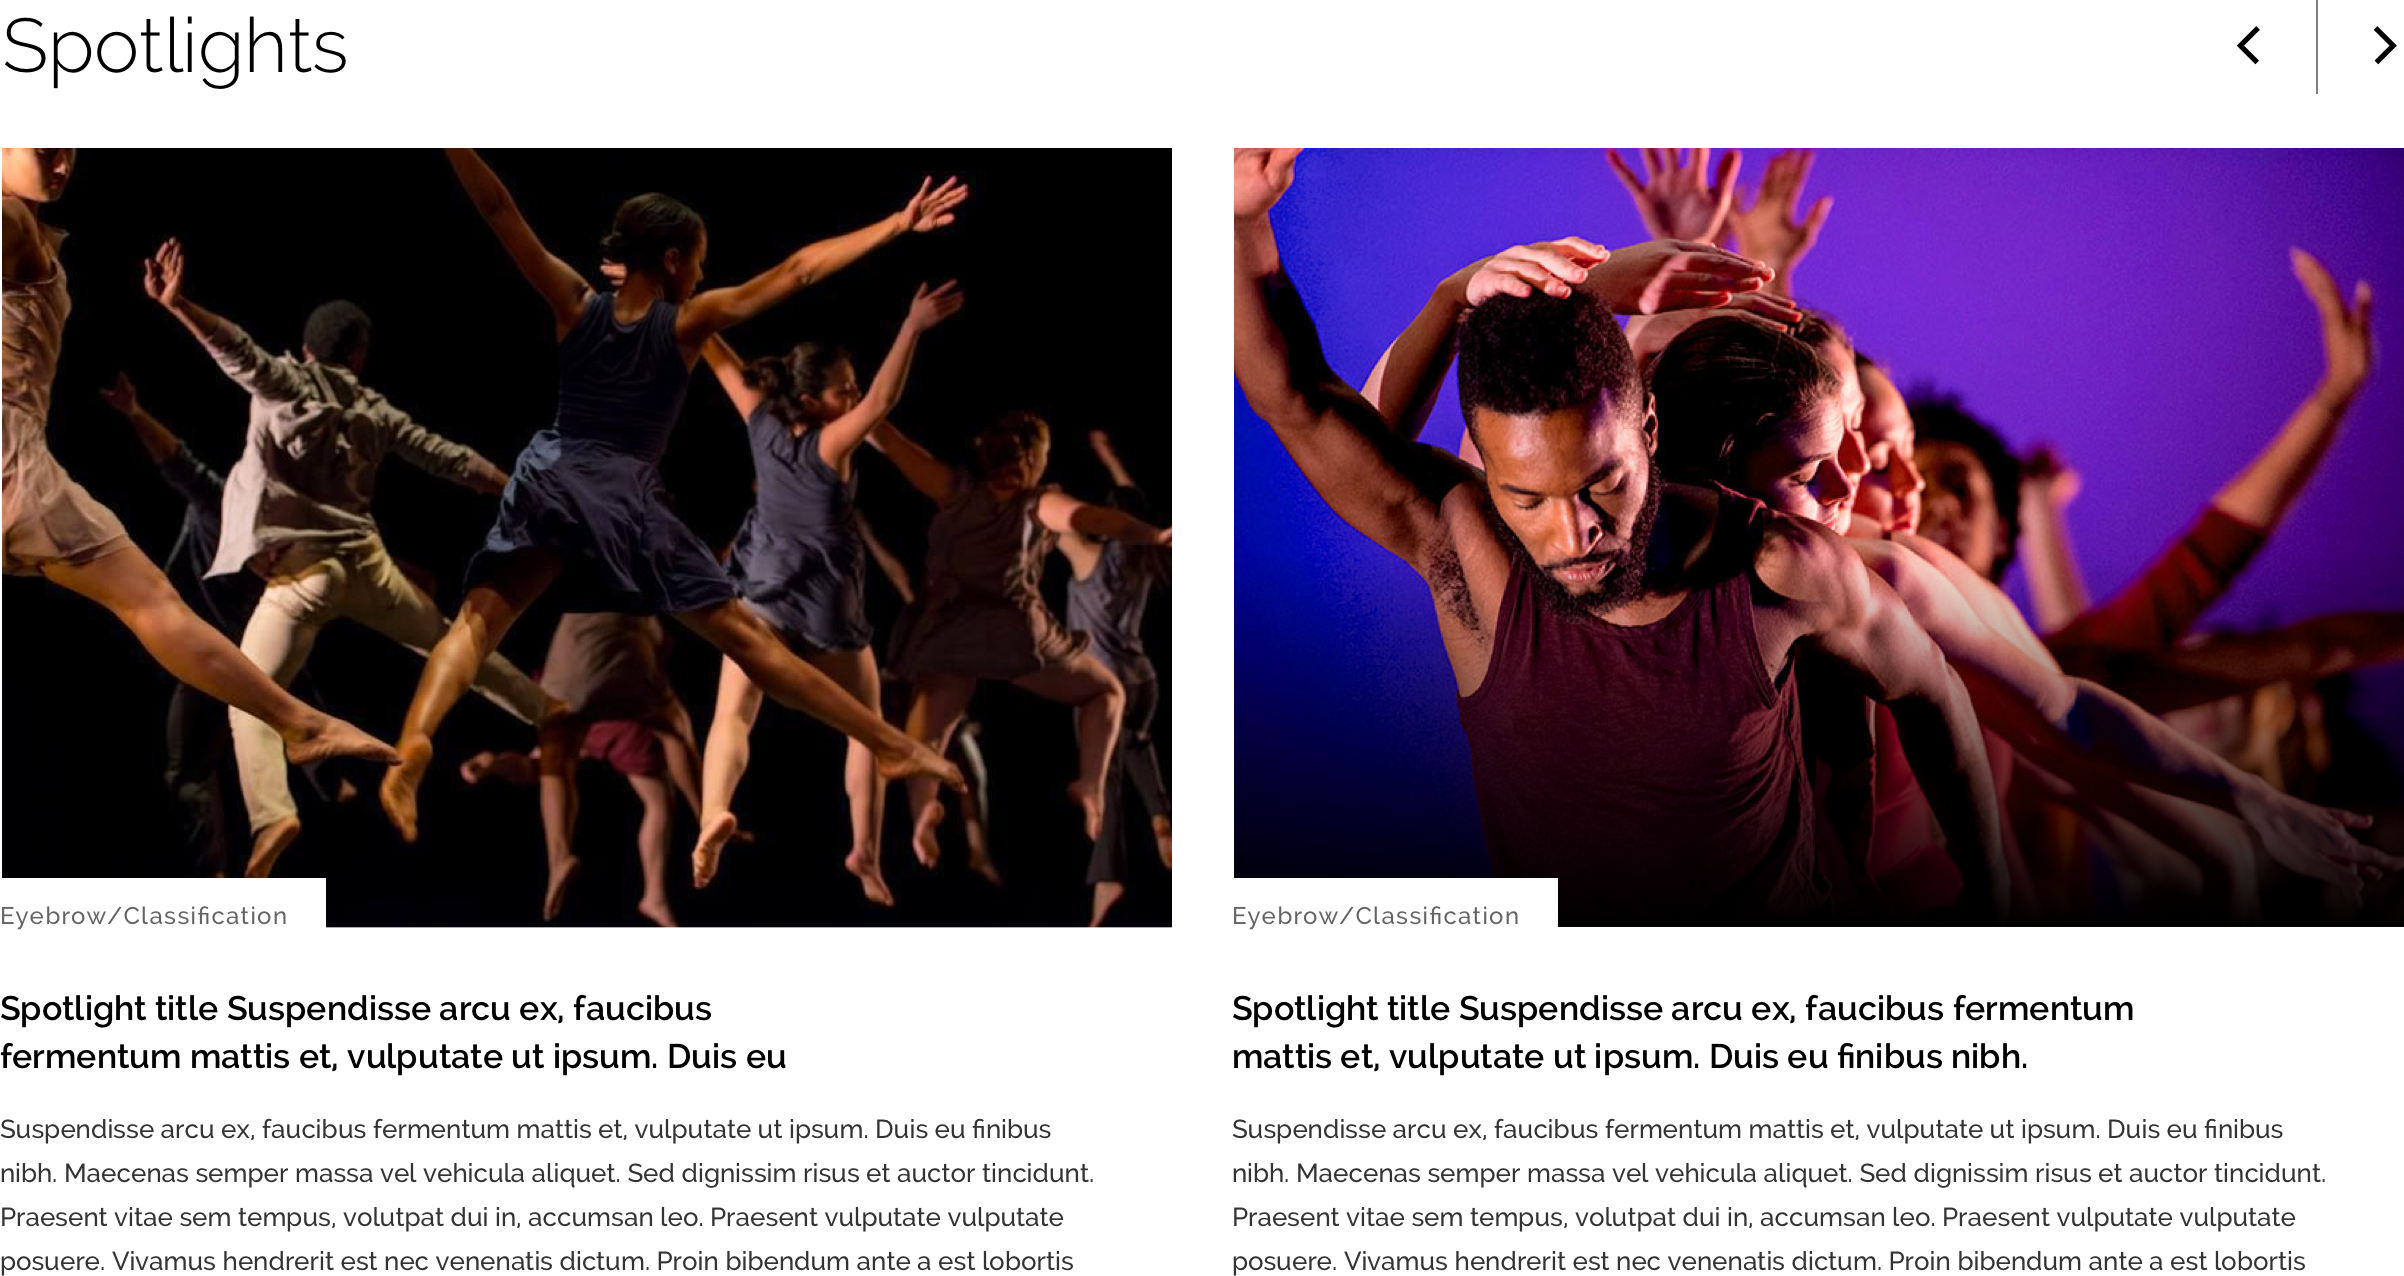 Spotlights
Eyebrow/Classification
Spotlight title Suspendisse arcu ex, faucibus
fermentum mattis et, vulputate ut ipsum. Duis eu
Suspendisse arcu ex, faucibus fermentum mattis et, vulputate ut ipsum. Duis eu finibus
nibh. Maecenas semper massa vel vehicula aliquet. Sed dignissim risus et auctor tincidunt.
Praesent vitae sem tempus, volutpat dui in, accumsan leo. Praesent vulputate vulputate
posuere. Vivamus hendrerit est nec venenatis dictum. Proin bibendum ante a est lobortis
Eyebrow/Classification
Spotlight title Suspendisse arcu ex, faucibus fermentum
mattis et, vulputate ut ipsum. Duis eu finibus nibh.
Suspendisse arcu ex, faucibus fermentum mattis et, vulputate ut ipsum. Duis eu finibus
nibh. Maecenas semper massa vel vehicula aliquet. Sed dignissim risus et auctor tincidunt.
Praesent vitae sem tempus, volutpat dui in, accumsan leo. Praesent vulputate vulputate
posuere. Vivamus hendrerit est nec venenatis dictum. Proin bibendum ante a est lobortis